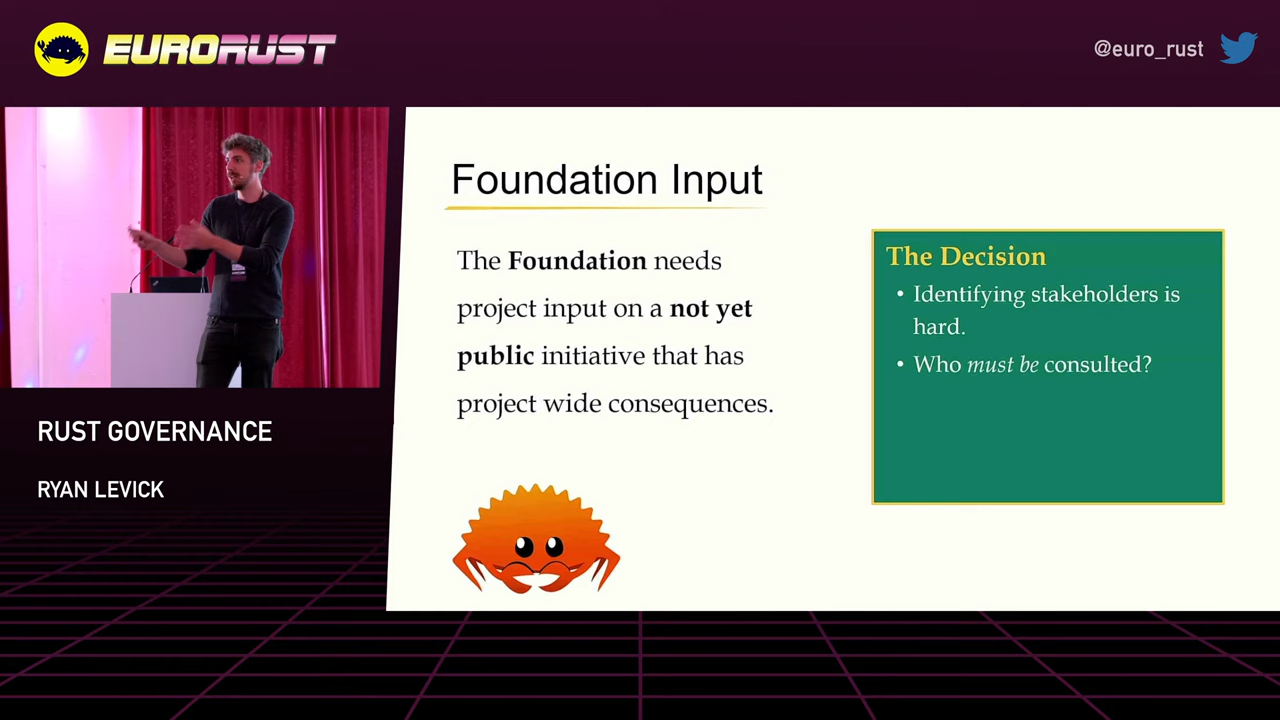 EURORUST
@euro_rust
Foundation Input
The Foundation needs
project input on a not yet
public initiative that has
project wide consequences.
The Decision
• Identifying stakeholders is
hard.
• Who must be consulted?
RUST GOVERNANCE
RYAN LEVICK